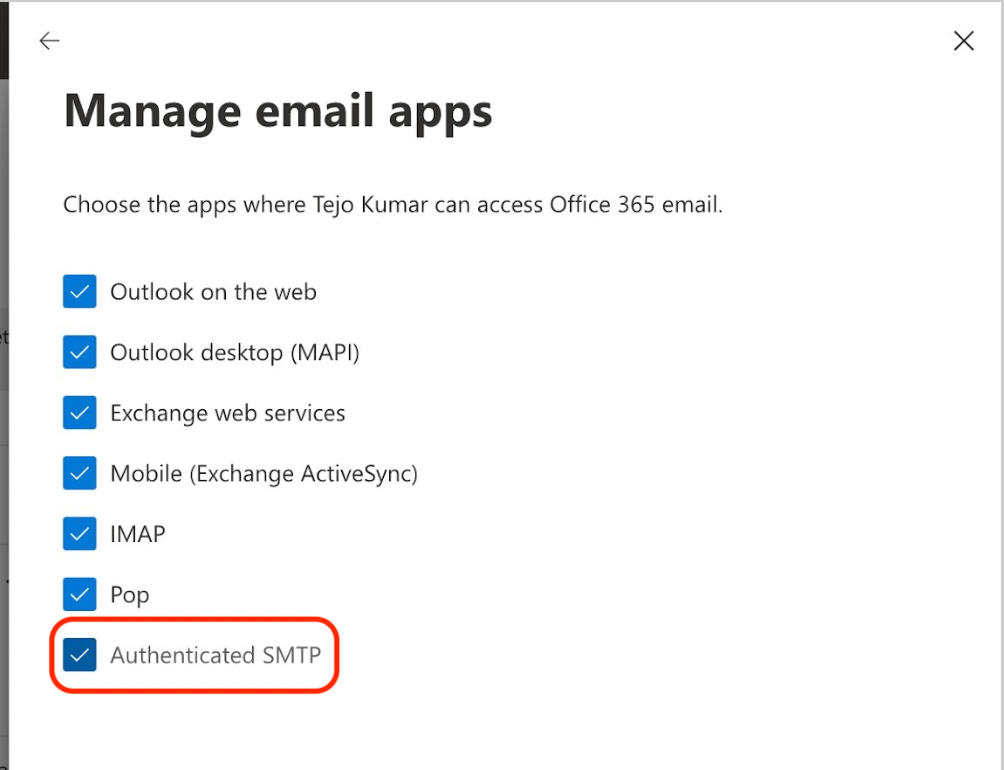 Manage email apps
Choose the apps where Tejo Kumar can access Office 365 email.
Outlook on the web
Outlook desktop (MAPI)
Exchange web services
Mobile (Exchange ActiveSync)
IMAP
Pop
Authenticated SMTP